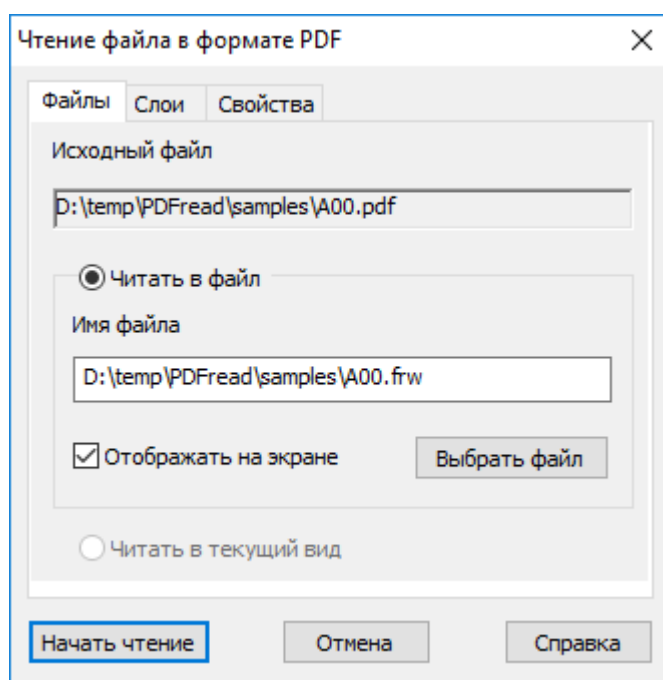 Чтение файла в формате PDF
Файлы Слои Свойства
Исходный файл
D:\temp\PDFread\samples\A00.pdf
Читать в файл
Имя файла
D:\temp\PDFread\samples\A00.frw
Отображать на экране Выбрать файл
Читать в текущий вид
Начать чтение Отмена Справка